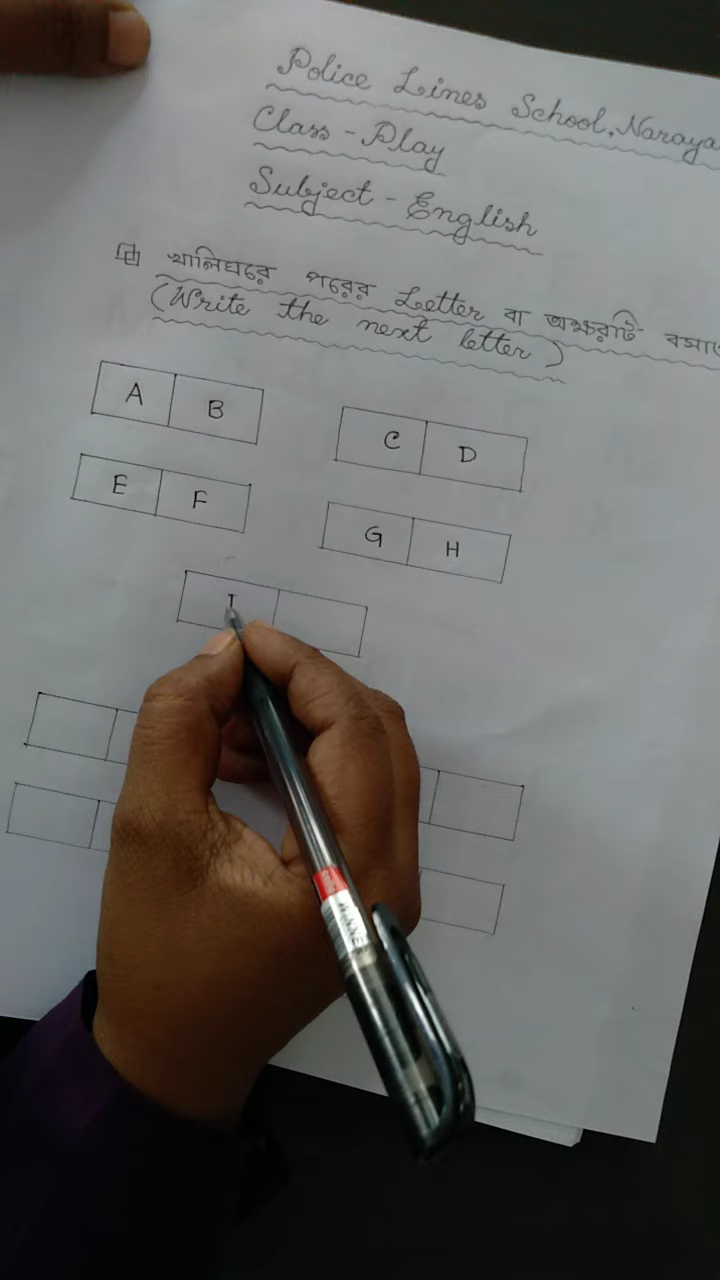 Police Lines School, Naraya
Class - Play
Subject - English
খালিঘরে পরের Letter বা অক্ষরটি বসাও
(Write the next letter)
A B C D
E F G H
I